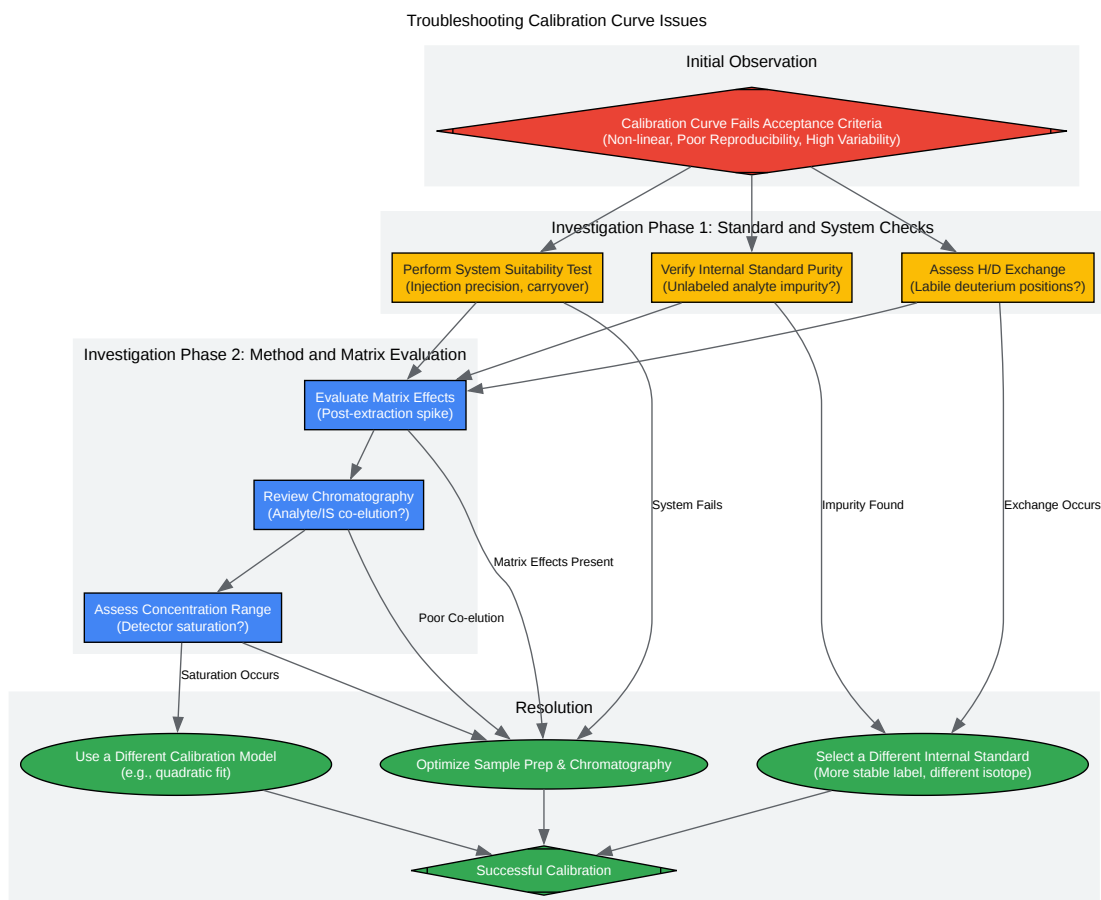 Troubleshooting Calibration Curve Issues
Initial Observation
Calibration Curve Fails Acceptance Criteria
(Non-linear, Poor Reproducibility, High Variability)
Investigation Phase 1: Standard and System Checks
Perform System Suitability Test
(Injection precision, carryover)
Verify Internal Standard Purity
(Unlabeled analyte impurity?)
Assess H/D Exchange
(Labile deuterium positions?)
Investigation Phase 2: Method and Matrix Evaluation
Evaluate Matrix Effects
(Post-extraction spike)
Review Chromatography
(Analyte/IS co-elution?)
System Fails
Impurity Found
Exchange Occurs
Matrix Effects Present
Assess Concentration Range
(Detector saturation?)
Poor Co-elution
Saturation Occurs
Resolution
Use a Different Calibration Model
(e.g., quadratic fit)
Optimize Sample Prep & Chromatography
Select a Different Internal Standard
(More stable label, different isotope)
Successful Calibration